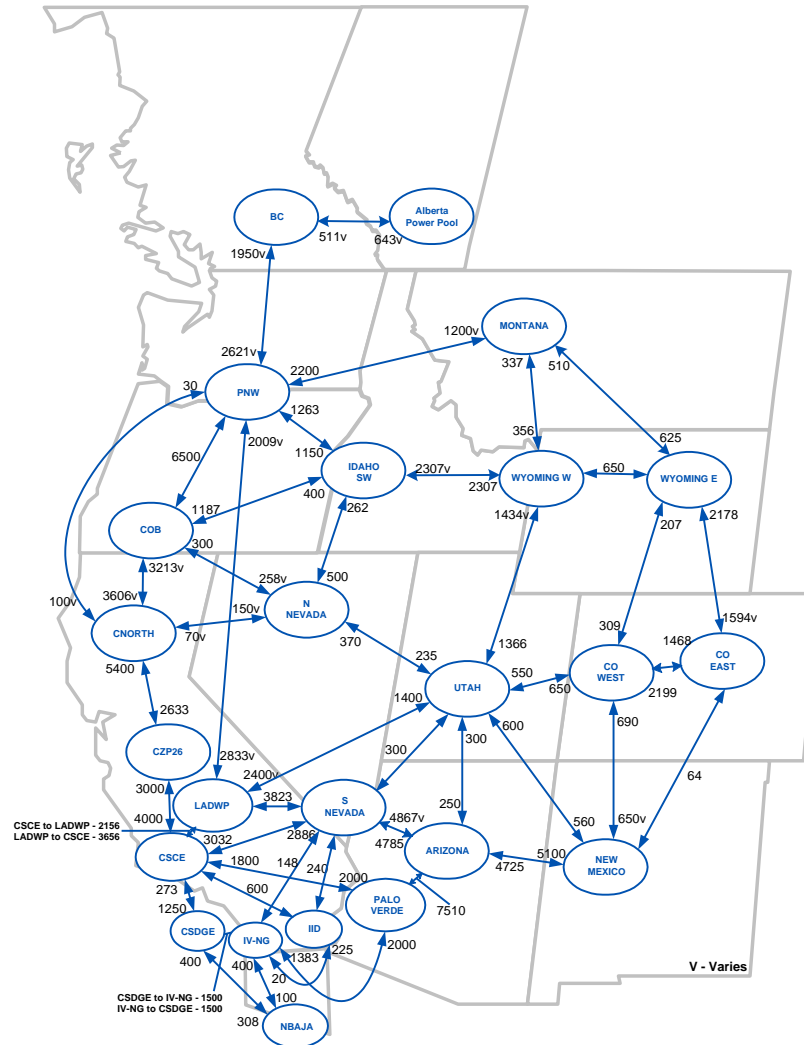 BC
Alberta
Power Pool
511v
643v
1950v
MONTANA
1200v
337
510
2621v
2200
30
PNW
1263
2009v
356
625
6500
1150
IDAHO
SW
2307v
WYOMING W
650
WYOMING E
2307
400
1187
262
1434v
207
2178
COB
300
3213v
258v
500
3606v
100v
N
NEVADA
150v
CNORTH
70v
370
1594v
309
1468
CO
EAST
5400
235
1366
CO
WEST
550
UTAH
650
2199
2633
1400
600
300
690
CZP26
300
2833v
2400v
64
3000
LADWP
3823
S
NEVADA
4867v
250
560
650v
4000
CSCE to LADWP - 2156
LADWP to CSCE - 3656
3032
2886
4785
ARIZONA
5100
CSCE
1800
148
240
4725
NEW
MEXICO
273
600
2000
PALO
VERDE
7510
1250
CSDGE
IV-NG
IID
225
2000
400
400
1383
20
V - Varies
CSDGE to IV-NG - 1500
IV-NG to CSDGE - 1500
100
308
NBAJA